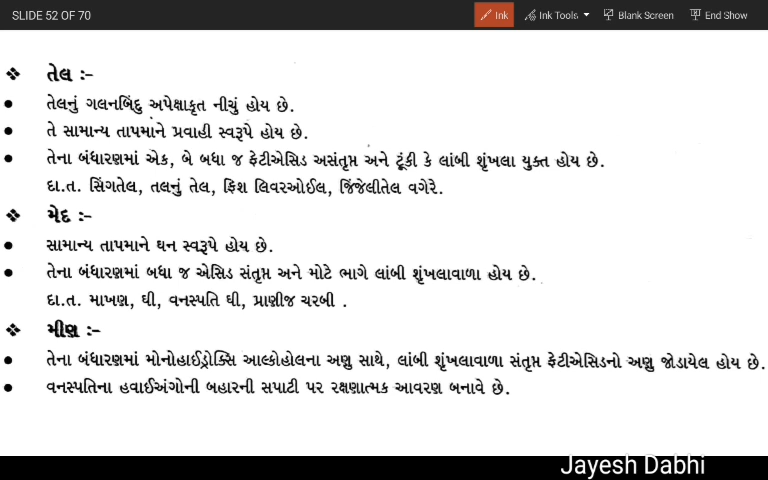 SLIDE 52 OF 70 Ink Ink Tools Blank Screen End Show
❖ તેલ :-
• તેલનું ગલનબિંદુ અપેક્ષાકૃત નીચું હોય છે.
• તે સામાન્ય તાપમાને પ્રવાહી સ્વરૂપે હોય છે.
• તેના બંધારણમાં એક, બે બધા જ ફેટીએસિડ અસંતૃપ્ત અને ટૂંકી કે લાંબી શૃંખલા યુક્ત હોય છે.
દા.ત. સિંગતેલ, તલનું તેલ, ફિશ લિવરઓઈલ, જિંજેલીતેલ વગેરે.
❖ મેદ :-
• સામાન્ય તાપમાને ઘન સ્વરૂપે હોય છે.
• તેના બંધારણમાં બધા જ એસિડ સંતૃપ્ત અને મોટે ભાગે લાંબી શૃંખલાવાળા હોય છે.
દા.ત. માખણ, ઘી, વનસ્પતિ ઘી, પ્રાણીજ ચરબી .
❖ મીણ :-
• તેના બંધારણમાં મોનોહાઈડ્રોક્સિ આલ્કોહોલના અણુ સાથે, લાંબી શૃંખલાવાળા સંતૃપ્ત ફેટીએસિડનો અણુ જોડાયેલ હોય છે.
• વનસ્પતિના હવાઈઅંગોની બહારની સપાટી પર રક્ષણાત્મક આવરણ બનાવે છે.
Jayesh Dabhi